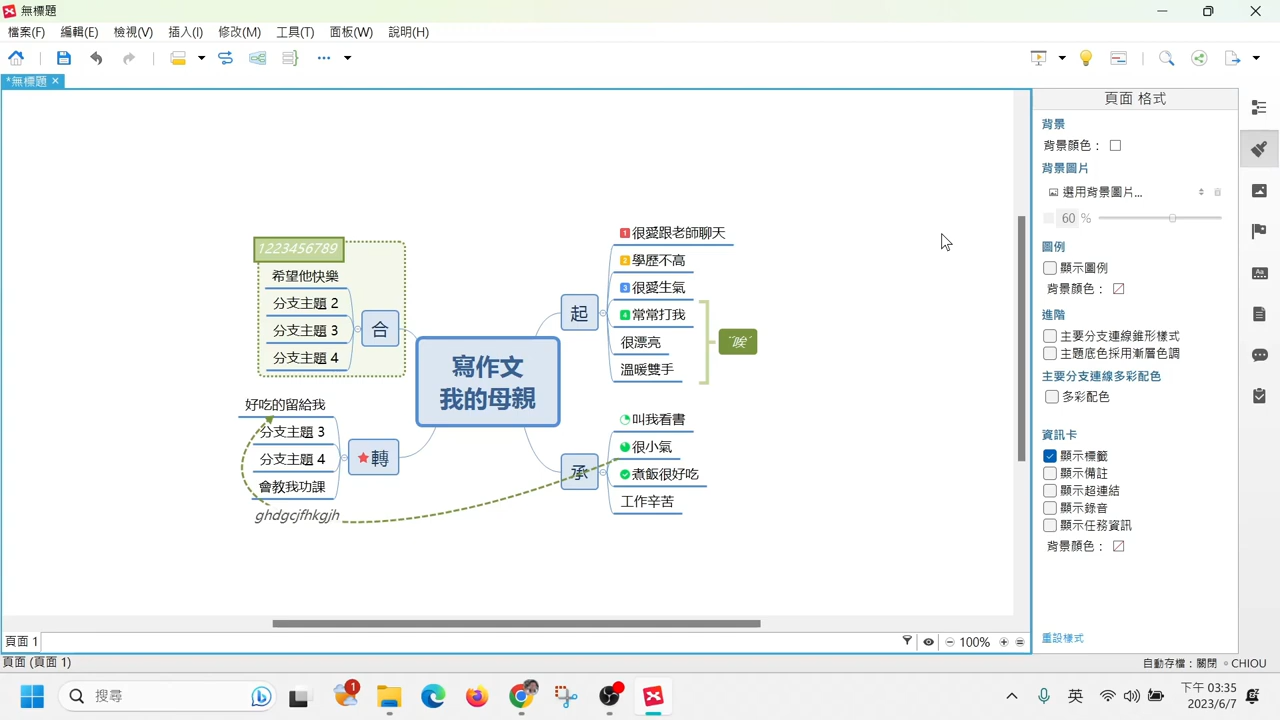 無標題
檔案(F) 編輯(E) 檢視(V) 插入(I) 修改(M) 工具(T) 面板(W) 說明(H)
*無標題
頁面 格式
背景
背景顏色：
背景圖片
選用背景圖片...
60 %
圖例
顯示圖例
背景顏色：
進階
主要分支連線錐形樣式
主題底色採用漸層色調
主要分支連線多彩配色
多彩配色
資訊卡
顯示標籤
顯示備註
顯示超連結
顯示錄音
顯示任務資訊
背景顏色：
重設樣式
1223456789
希望他快樂
分支主題 2
分支主題 3
分支主題 4
合
寫作文
我的母親
起
1 很愛跟老師聊天
2 學歷不高
3 很愛生氣
4 常常打我
很漂亮
溫暖雙手
ˇ唉ˊ
好吃的留給我
分支主題 3
分支主題 4
會教我功課
轉
ghdgcjfhkgjh
承
叫我看書
很小氣
煮飯很好吃
工作辛苦
頁面 1
100%
頁面 (頁面 1)
自動存檔：關閉 CHIOU
搜尋
1
英
下午 03:35
2023/6/7